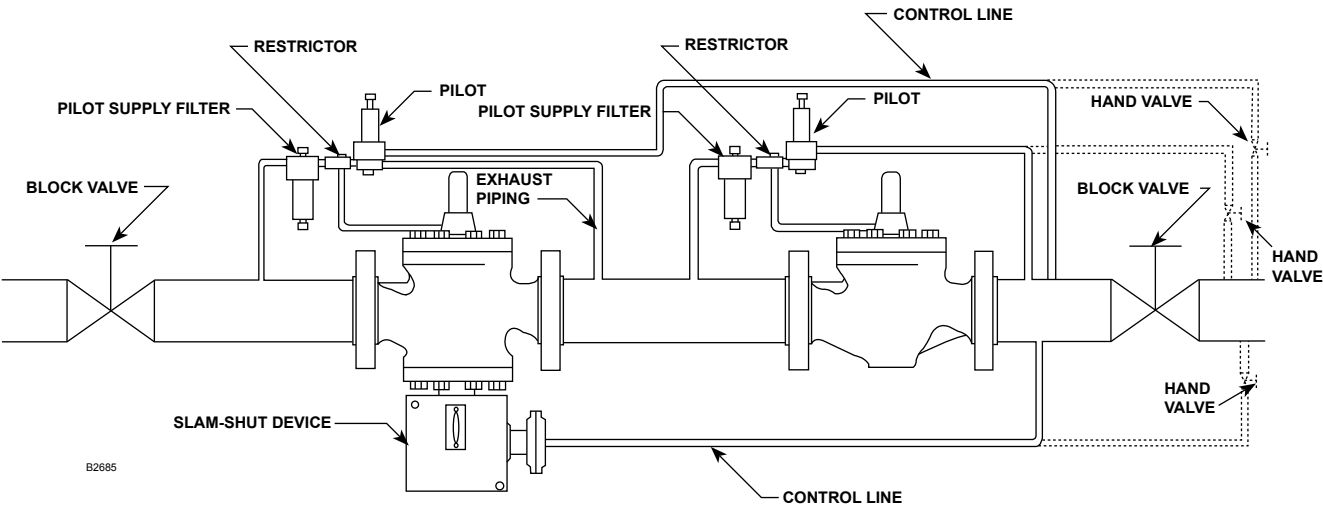 CONTROL LINE
RESTRICTOR
RESTRICTOR
PILOT
PILOT
PILOT SUPPLY FILTER
PILOT SUPPLY FILTER
HAND VALVE
BLOCK VALVE
EXHAUST
PIPING
BLOCK VALVE
HAND
VALVE
HAND
VALVE
SLAM-SHUT DEVICE
B2685
CONTROL LINE